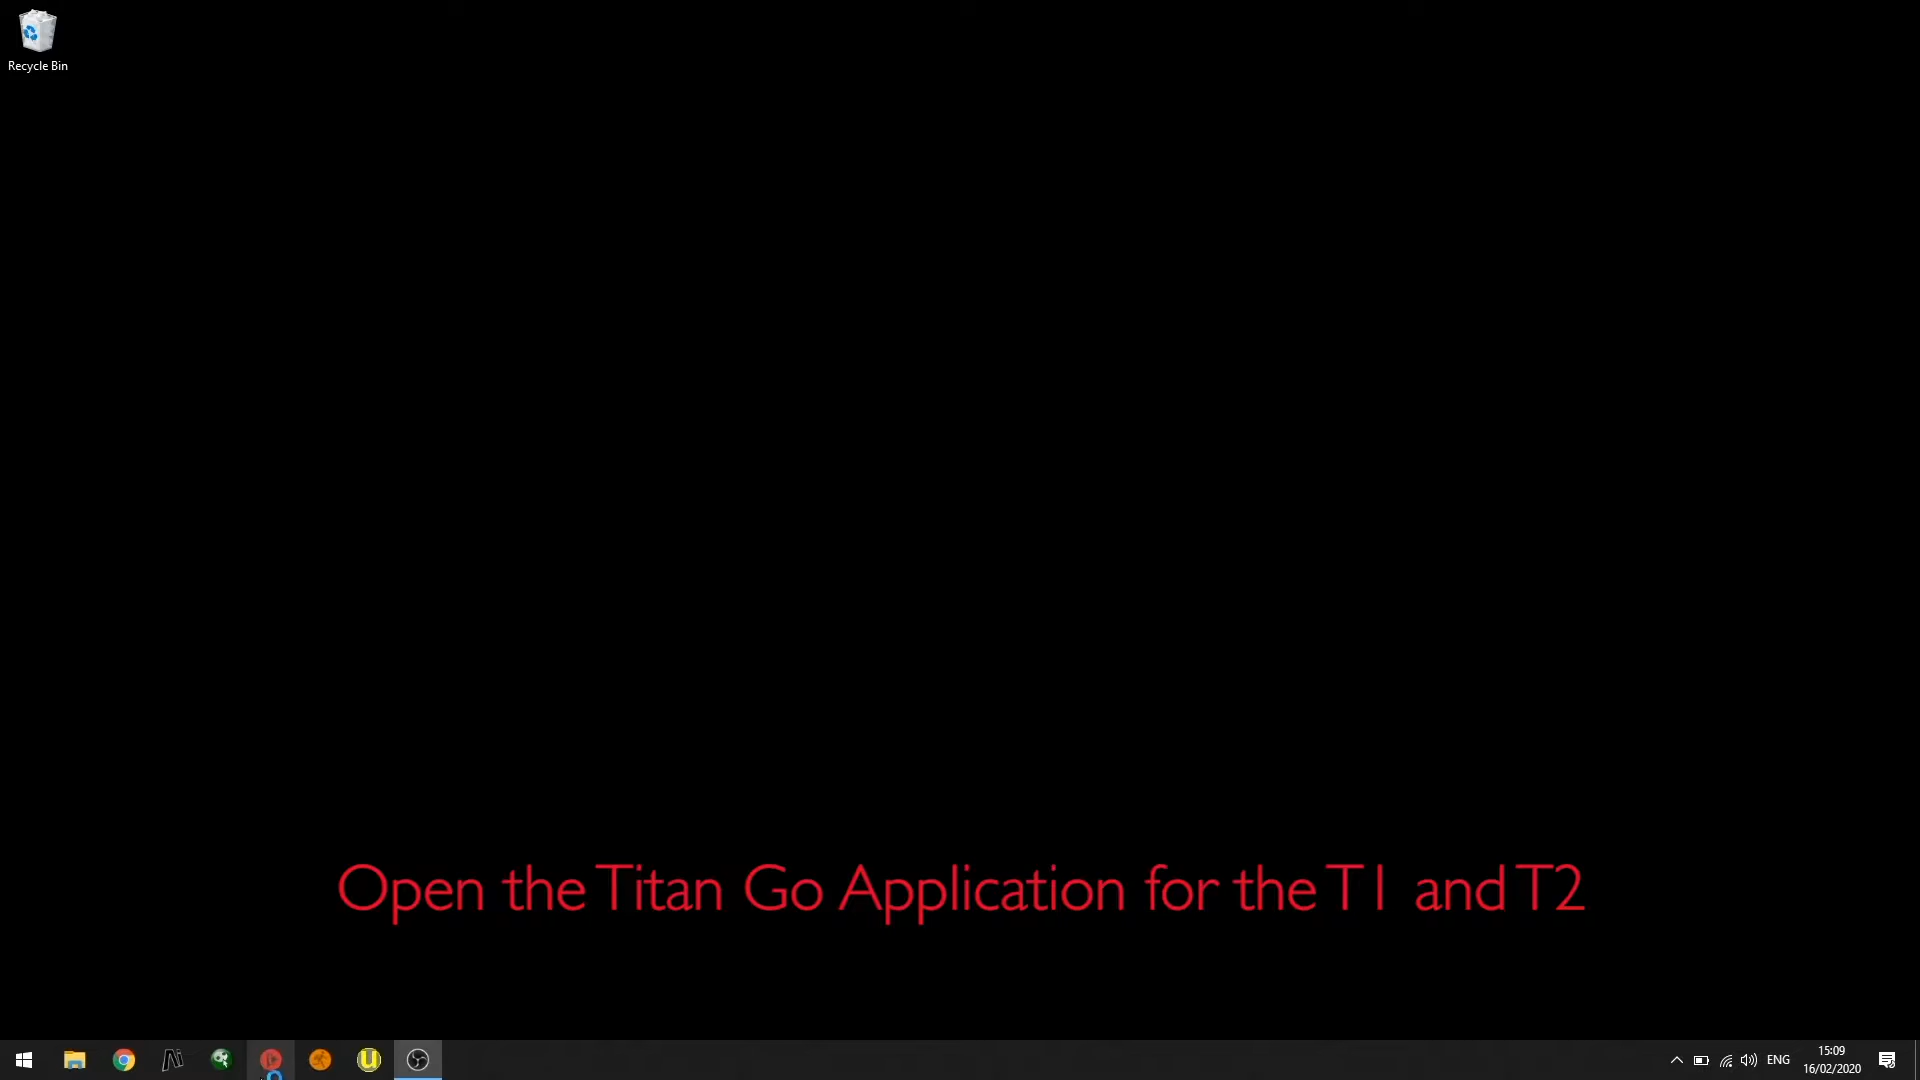 Recycle Bin
Open the Titan Go Application for the T1 and T2
ENG
15:09
16/02/2020